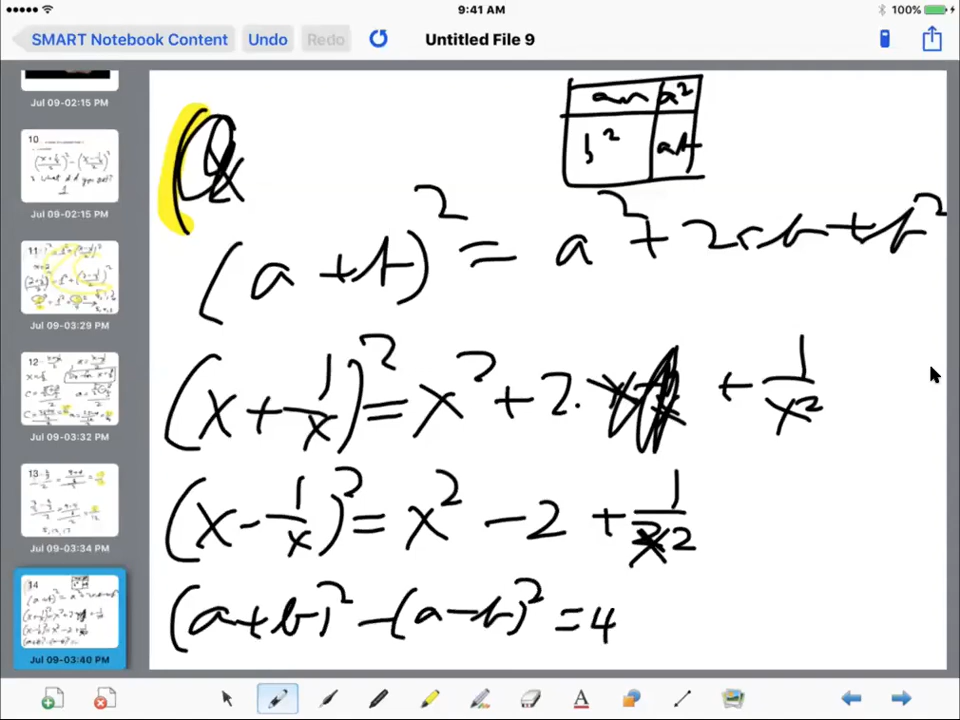 9:41 AM
100%
SMART Notebook Content
Undo
Redo
Untitled File 9
Jul 09-02:15 PM
10
Jul 09-02:15 PM
11
Jul 09-03:29 PM
12
Jul 09-03:32 PM
13
Jul 09-03:34 PM
14
Jul 09-03:40 PM
a²
b²
(a+b)² = a²+2ab+b²
(x+1/x)² = x²+2. +1/x²
(x-1/x)² = x²-2+1/x²
(a+b)²-(a-b)²=4
A